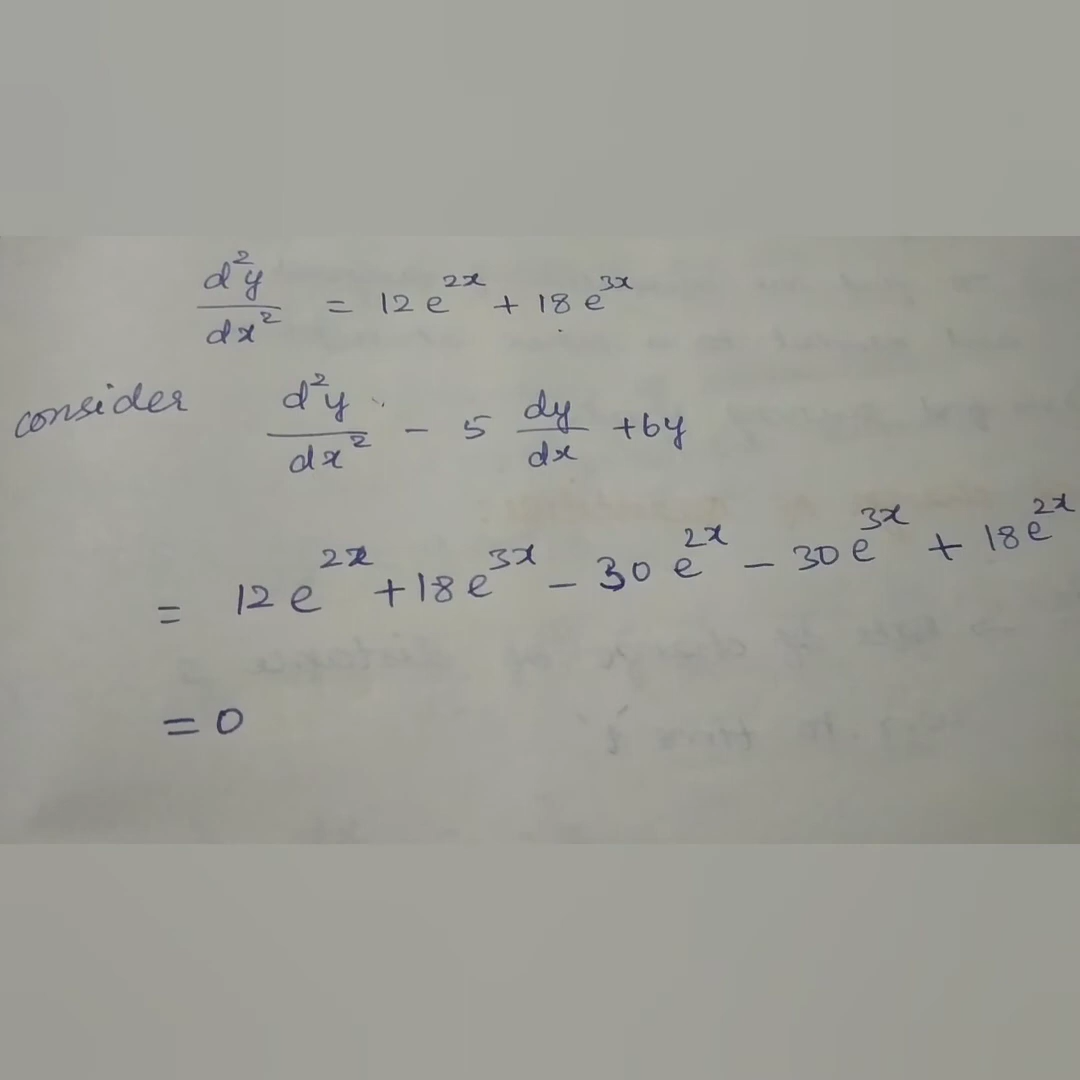 d²y/dx² = 12e^2x + 18e^3x
consider d²y/dx² - 5 dy/dx + 6y
= 12e^2x + 18e^3x - 30e^2x - 30e^3x + 18e^2x
= 0